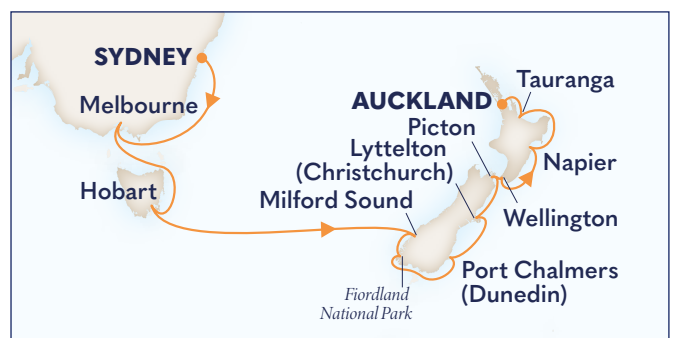 SYDNEY
Melbourne
Hobart
AUCKLAND
Tauranga
Picton
Lyttelton
(Christchurch)
Napier
Milford Sound
Wellington
Port Chalmers
(Dunedin)
Fiordland
National Park